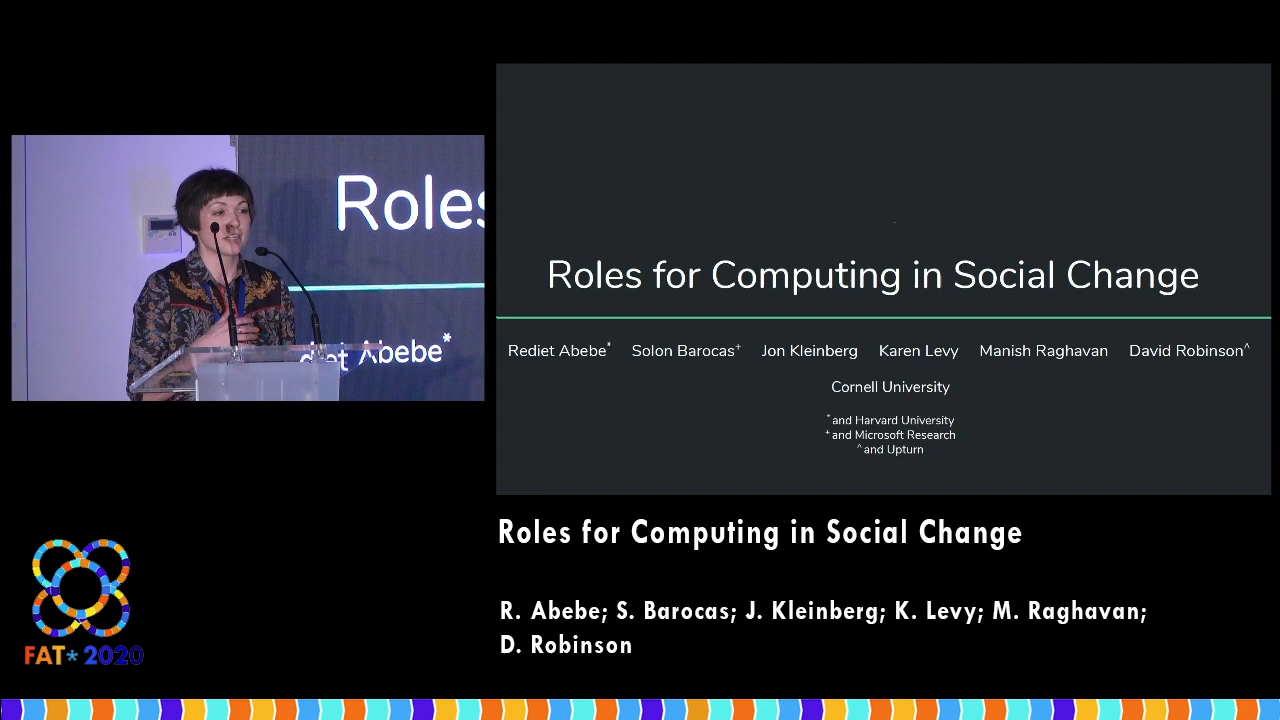 Roles
diet Abebe*
Roles for Computing in Social Change
Rediet Abebe* Solon Barocas+ Jon Kleinberg Karen Levy Manish Raghavan David Robinson^
Cornell University
* and Harvard University
+ and Microsoft Research
^ and Upturn
Roles for Computing in Social Change
R. Abebe; S. Barocas; J. Kleinberg; K. Levy; M. Raghavan;
D. Robinson
FAT* 2020